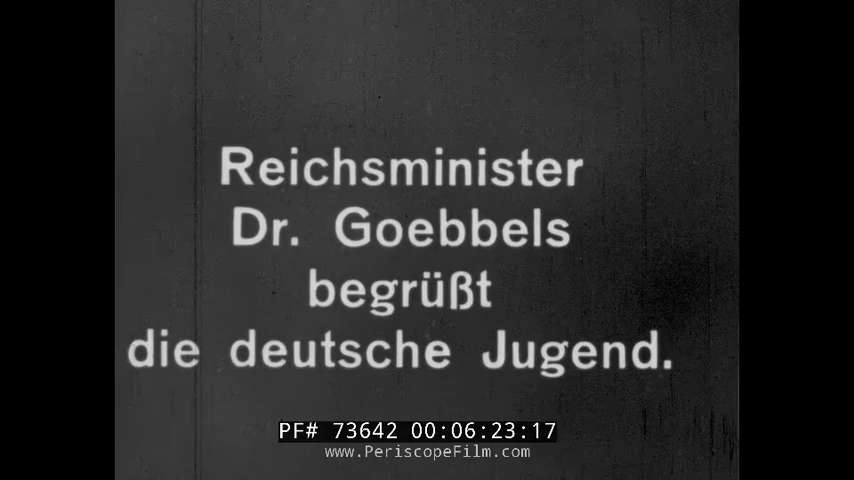 Reichsminister
Dr. Goebbels
begrüßt
die deutsche Jugend.
PF# 73642 00:06:23:17
www.PeriscopeFilm.com